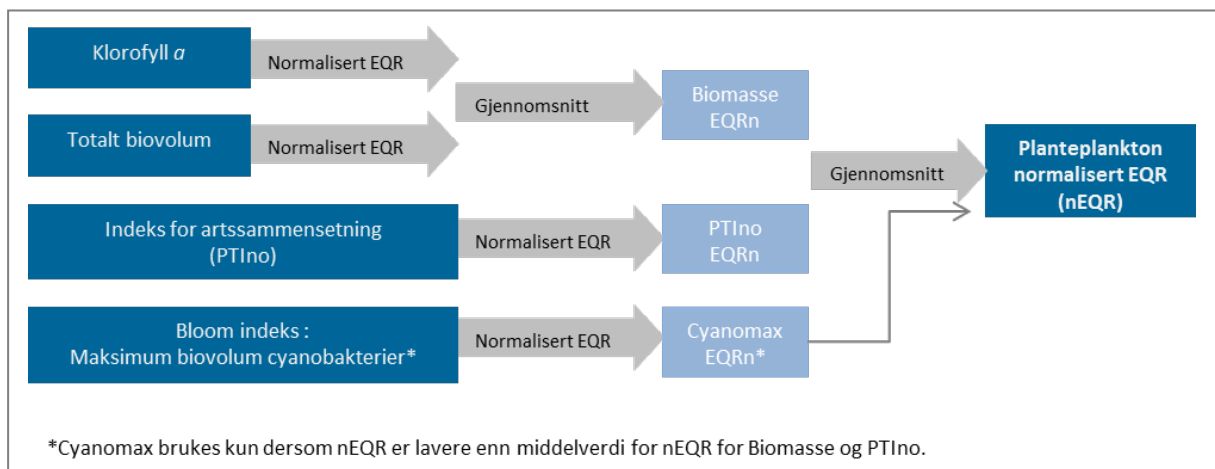 Klorofyll a
Normalisert EQR
Totalt biovolum
Normalisert EQR
Gjennomsnitt
Biomasse
EQRn
Indeks for artssammensetning
(PTIno)
Normalisert EQR
PTIno
EQRn
Bloom indeks :
Maksimum biovolum cyanobakterier*
Normalisert EQR
Cyanomax
EQRn*
Gjennomsnitt
Planteplankton
normalisert EQR
(nEQR)
*Cyanomax brukes kun dersom nEQR er lavere enn middelverdi for nEQR for Biomasse og PTIno.